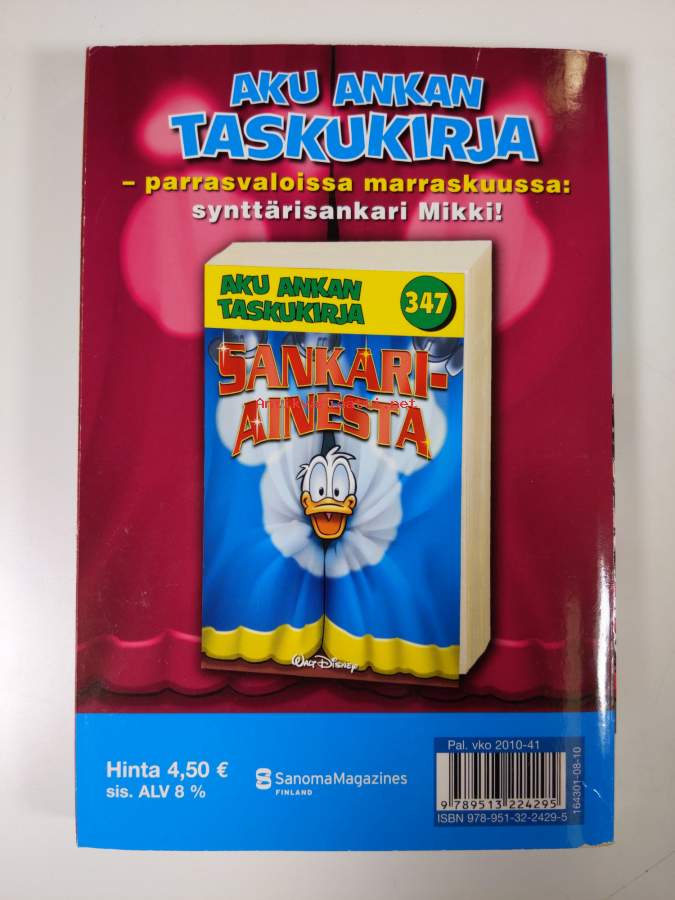 AKU ANKAN
TASKUKIRJA
– parrasvaloissa marraskuussa:
synttärisankari Mikki!
AKU ANKAN
TASKUKIRJA
347
SANKARI-
AINESTA
WALT DISNEY
Hinta 4,50 €
sis. ALV 8 %
SanomaMagazines
FINLAND
Pal. vko 2010-41
9 789513 224295
ISBN 978-951-32-2429-5
164301-08-10